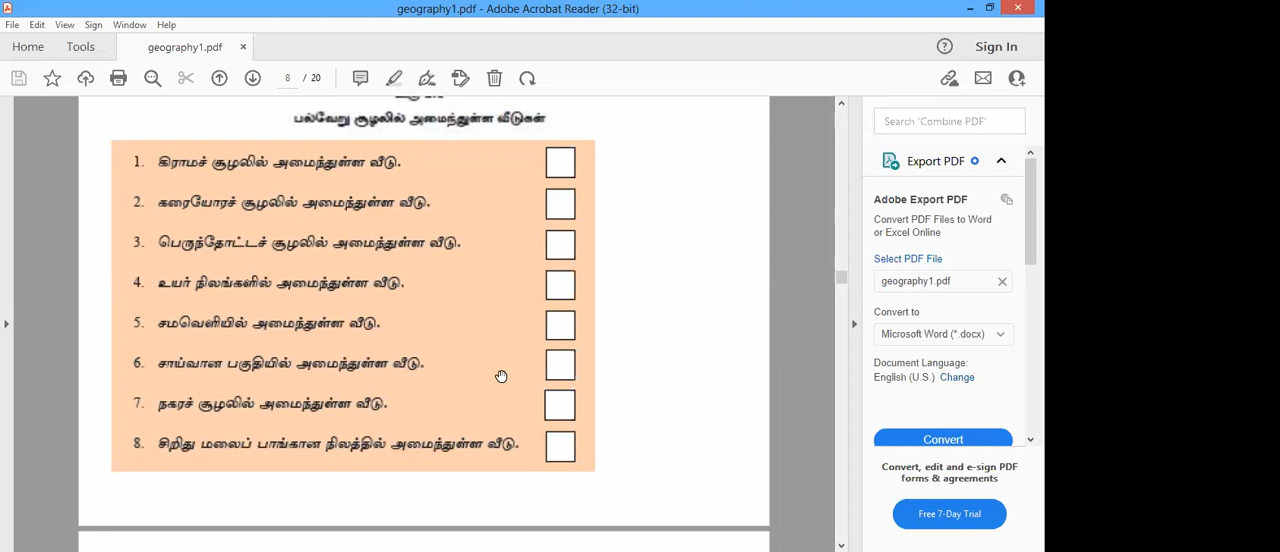 geography1.pdf - Adobe Acrobat Reader (32-bit)
File Edit View Sign Window Help
Home Tools geography1.pdf × Sign In
8 / 20
பல்வேறு சூழலில் அமைந்துள்ள வீடுகள்
1. கிராமச் சூழலில் அமைந்துள்ள வீடு.
2. கரையோரச் சூழலில் அமைந்துள்ள வீடு.
3. பெருந்தோட்டச் சூழலில் அமைந்துள்ள வீடு.
4. உயர் நிலங்களில் அமைந்துள்ள வீடு.
5. சமவெளியில் அமைந்துள்ள வீடு.
6. சாய்வான பகுதியில் அமைந்துள்ள வீடு.
7. நகரச் சூழலில் அமைந்துள்ள வீடு.
8. சிறிது மலைப் பாங்கான நிலத்தில் அமைந்துள்ள வீடு.
Search 'Combine PDF'
Export PDF
Adobe Export PDF
Convert PDF Files to Word
or Excel Online
Select PDF File
geography1.pdf
Convert to
Microsoft Word (*.docx)
Document Language:
English (U.S.) Change
Convert
Convert, edit and e-sign PDF
forms & agreements
Free 7-Day Trial